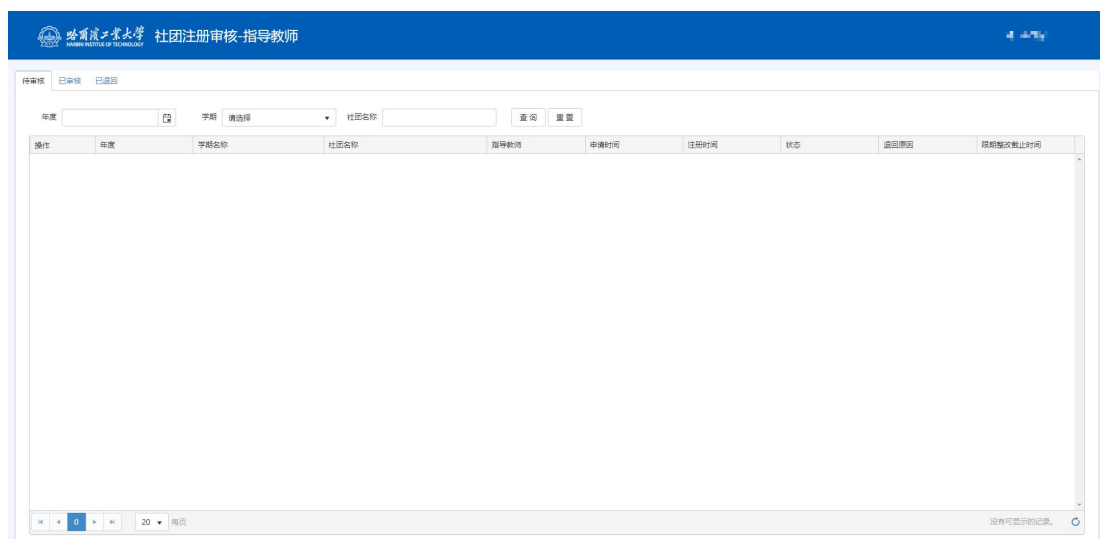 哈尔滨工业大学 社团注册审核-指导教师
HARBIN INSTITUTE OF TECHNOLOGY
待审核 已审核 已退回
年度 学期 请选择 社团名称 查询 重置
操作 年度 学期名称 社团名称 指导教师 申请时间 注册时间 状态 退回原因 限期整改截止时间
0 20 每页 没有可显示的记录。